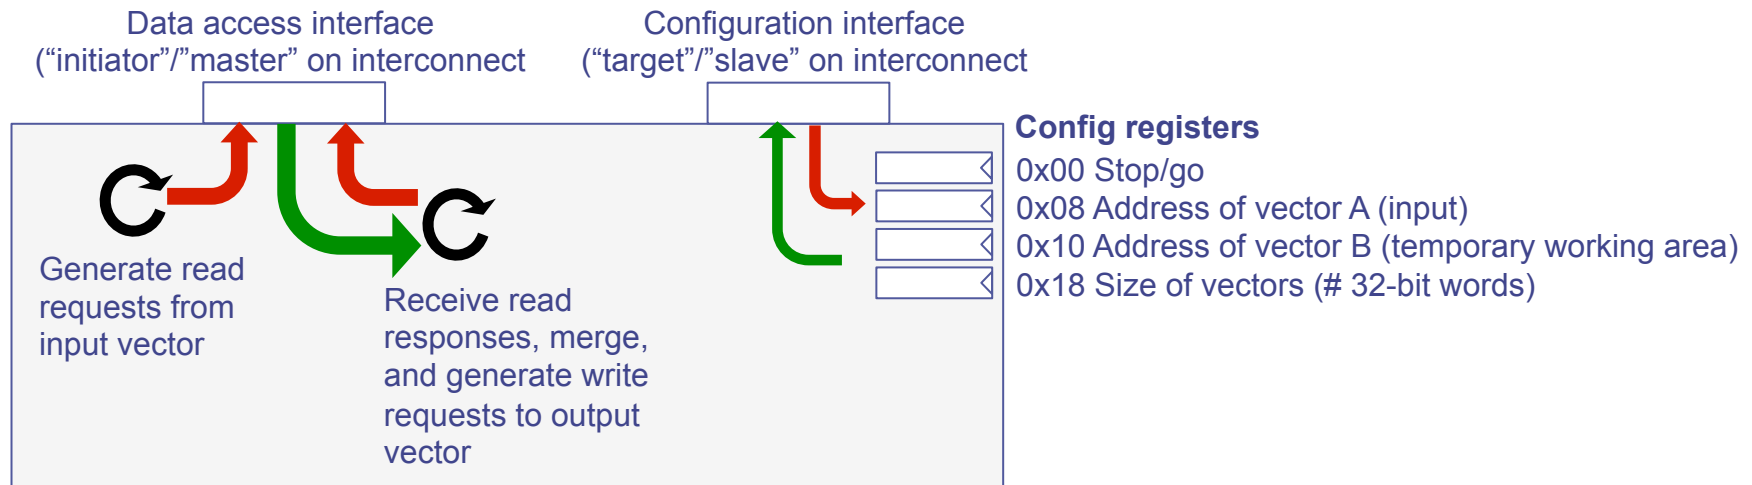 Data access interface
(“initiator”/”master” on interconnect
Configuration interface
(“target”/”slave” on interconnect
Config registers
0x00 Stop/go
0x08 Address of vector A (input)
0x10 Address of vector B (temporary working area)
0x18 Size of vectors (# 32-bit words)
Generate read
requests from
input vector
Receive read
responses, merge,
and generate write
requests to output
vector